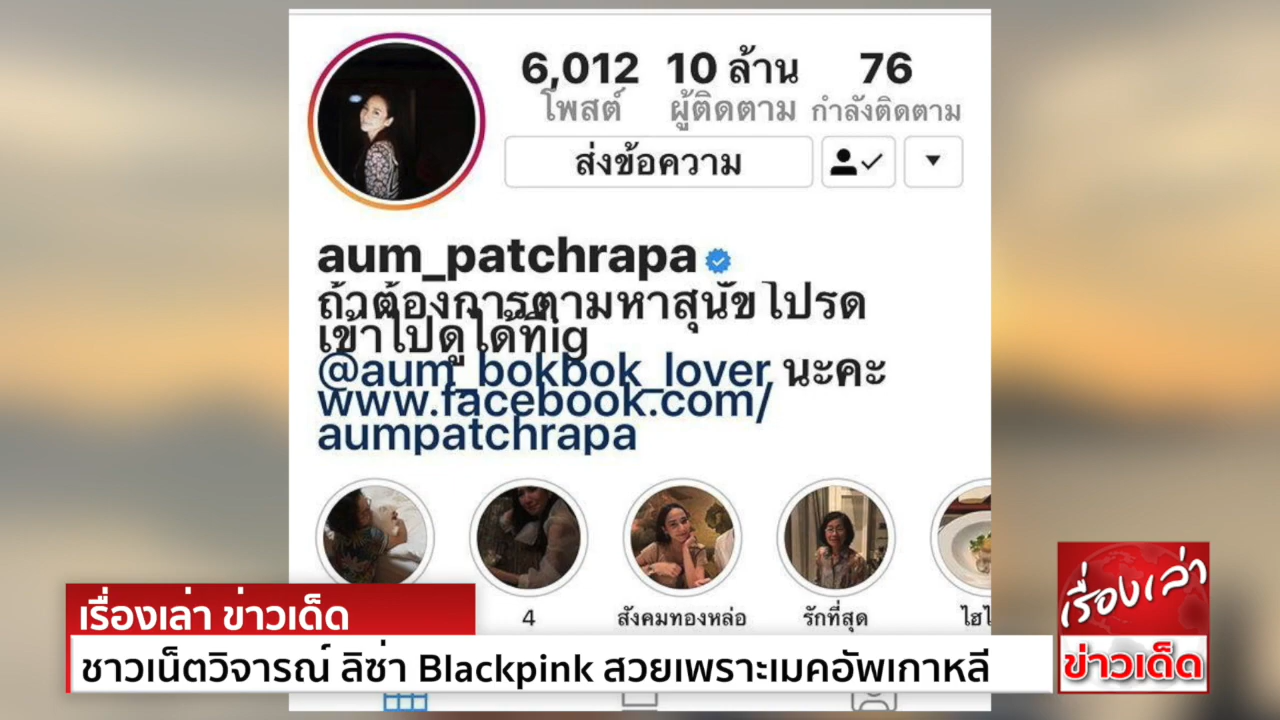 6,012 10 ล้าน 76
โพสต์ ผู้ติดตาม กำลังติดตาม
ส่งข้อความ
aum_patchrapa
ถ้าต้องการตามหาสุนัขโปรด
เข้าไปดูได้ที่ig
@aum_bokbok_lover นะคะ
www.facebook.com/
aumpatchrapa
4 สังคมทองหล่อ รักที่สุด
เรื่องเล่า ข่าวเด็ด
ชาวเน็ตวิจารณ์ ลิซ่า Blackpink สวยเพราะเมคอัพเกาหลี
เรื่องเล่า
ข่าวเด็ด